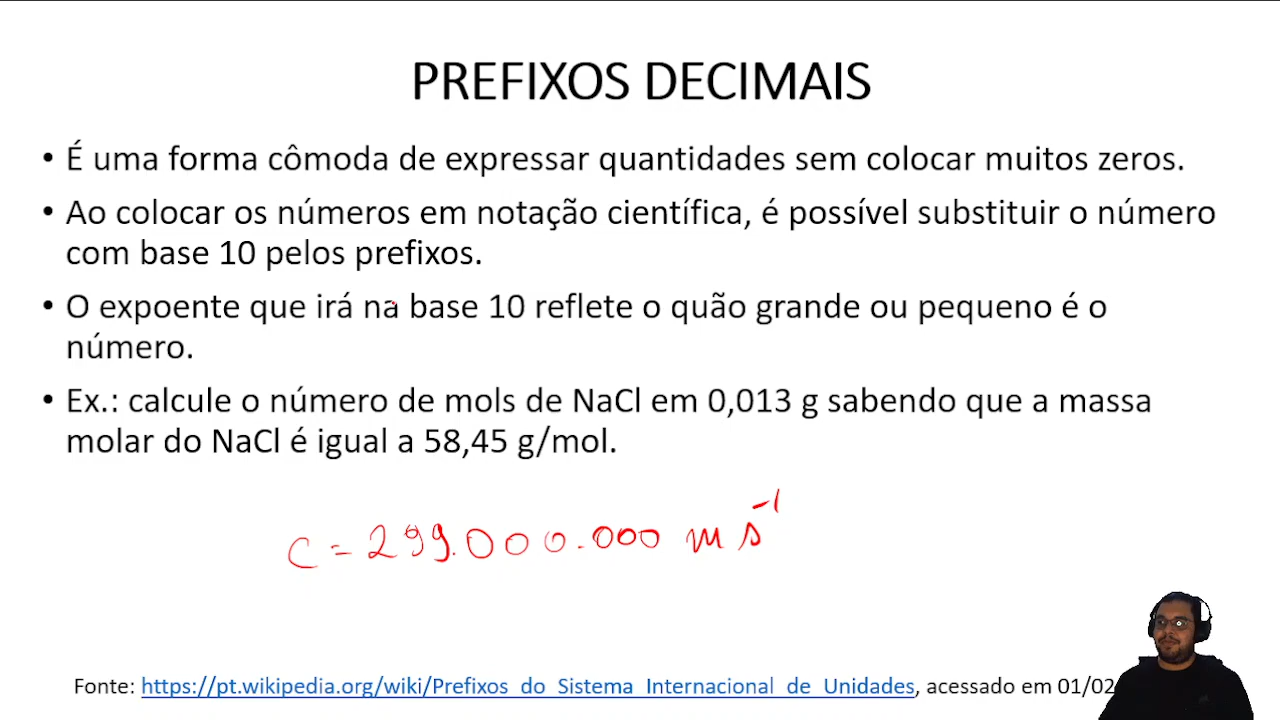 PREFIXOS DECIMAIS
• É uma forma cômoda de expressar quantidades sem colocar muitos zeros.
• Ao colocar os números em notação científica, é possível substituir o número
com base 10 pelos prefixos.
• O expoente que irá na base 10 reflete o quão grande ou pequeno é o
número.
• Ex.: calcule o número de mols de NaCl em 0,013 g sabendo que a massa
molar do NaCl é igual a 58,45 g/mol.
C = 299.000.000 m s⁻¹
Fonte: https://pt.wikipedia.org/wiki/Prefixos_do_Sistema_Internacional_de_Unidades, acessado em 01/02